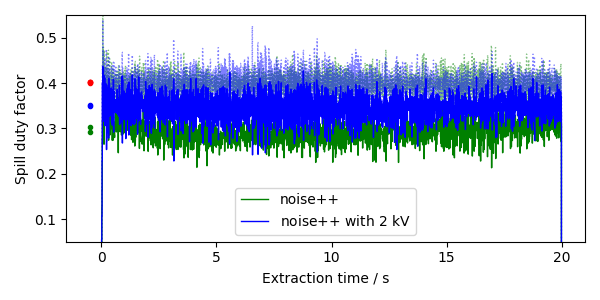 Spill duty factor
0.5
0.4
0.3
0.2
0.1
noise++
noise++ with 2 kV
0
5
10
15
20
Extraction time / s